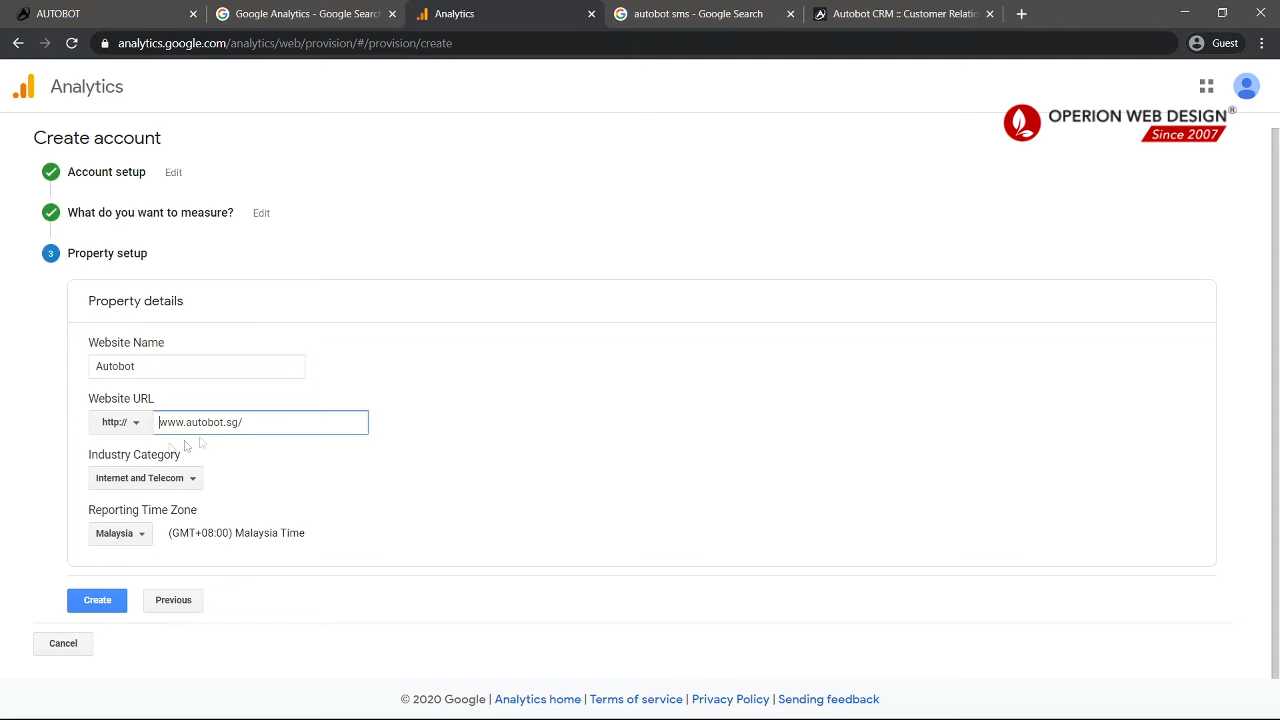 AUTOBOT
Google Analytics - Google Search
Analytics
autobot sms - Google Search
Autobot CRM :: Customer Relatio
analytics.google.com/analytics/web/provision/#/provision/create
Guest
Analytics
OPERION WEB DESIGN®
Since 2007
Create account
Account setup Edit
What do you want to measure? Edit
3 Property setup
Property details
Website Name
Autobot
Website URL
http:// www.autobot.sg/
Industry Category
Internet and Telecom
Reporting Time Zone
Malaysia (GMT+08:00) Malaysia Time
Create Previous
Cancel
© 2020 Google | Analytics home | Terms of service | Privacy Policy | Sending feedback